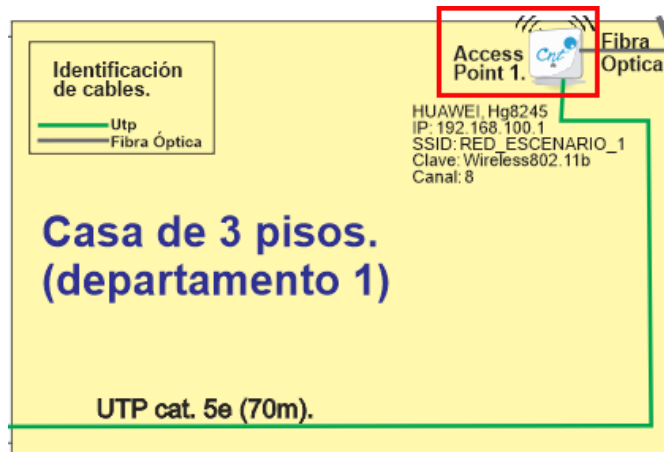 Identificación
de cables.
Utp
Fibra Óptica
Access
Point 1.
Cnt
Fibra
Optica
HUAWEI, Hg8245
IP: 192.168.100.1
SSID: RED_ESCENARIO_1
Clave: Wireless802.11b
Canal: 8
Casa de 3 pisos.
(departamento 1)
UTP cat. 5e (70m).